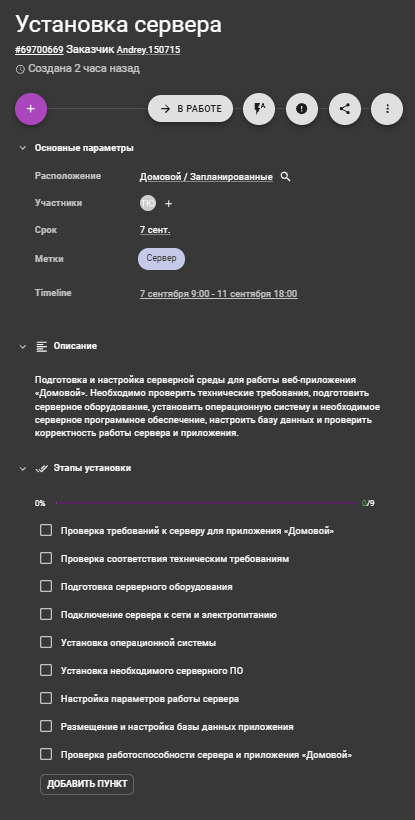 Установка сервера
#69700669 Заказчик Andrey.150715
Создана 2 часа назад
+ В РАБОТЕ
Основные параметры
Расположение Домовой / Запланированные
Участники ТЮ +
Срок 7 сент.
Метки Сервер
Timeline 7 сентября 9:00 - 11 сентября 18:00
Описание
Подготовка и настройка серверной среды для работы веб-приложения
«Домовой». Необходимо проверить технические требования, подготовить
серверное оборудование, установить операционную систему и необходимое
серверное программное обеспечение, настроить базу данных и проверить
корректность работы сервера и приложения.
Этапы установки
0% 0/9
Проверка требований к серверу для приложения «Домовой»
Проверка соответствия техническим требованиям
Подготовка серверного оборудования
Подключение сервера к сети и электропитанию
Установка операционной системы
Установка необходимого серверного ПО
Настройка параметров работы сервера
Размещение и настройка базы данных приложения
Проверка работоспособности сервера и приложения «Домовой»
ДОБАВИТЬ ПУНКТ